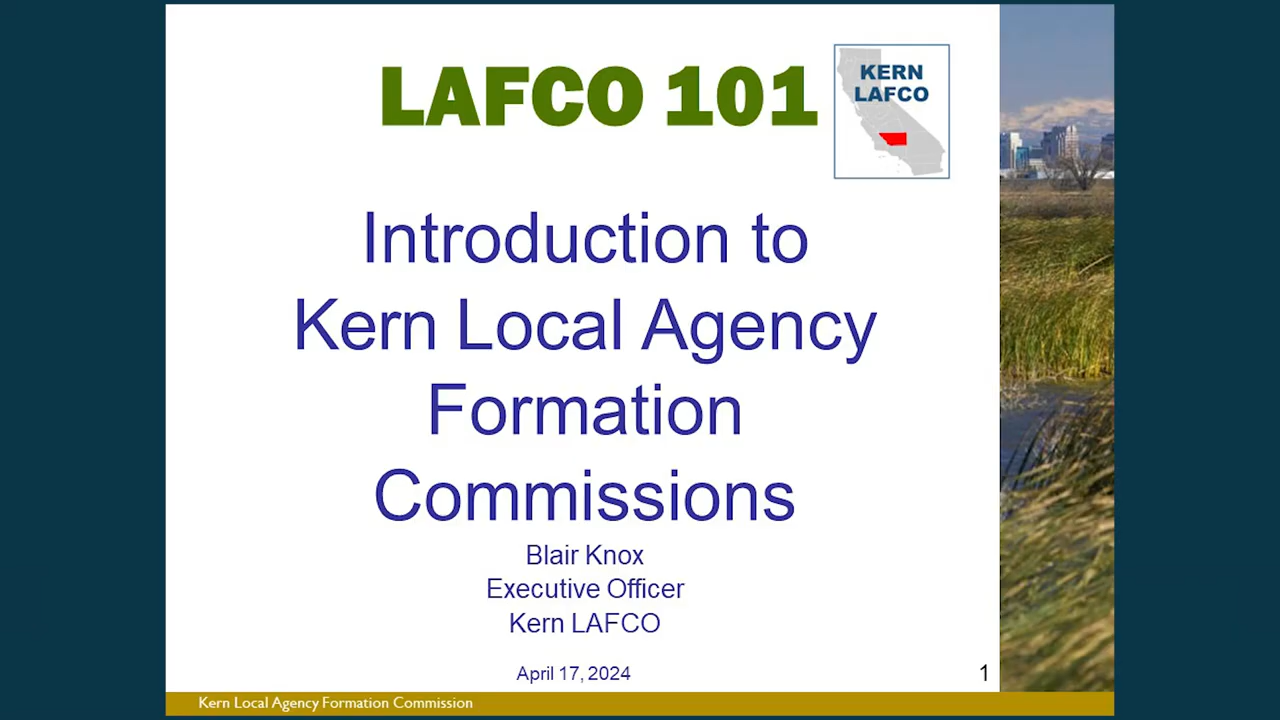 LAFCO 101
KERN
LAFCO
Introduction to
Kern Local Agency
Formation
Commissions
Blair Knox
Executive Officer
Kern LAFCO
April 17, 2024
1
Kern Local Agency Formation Commission